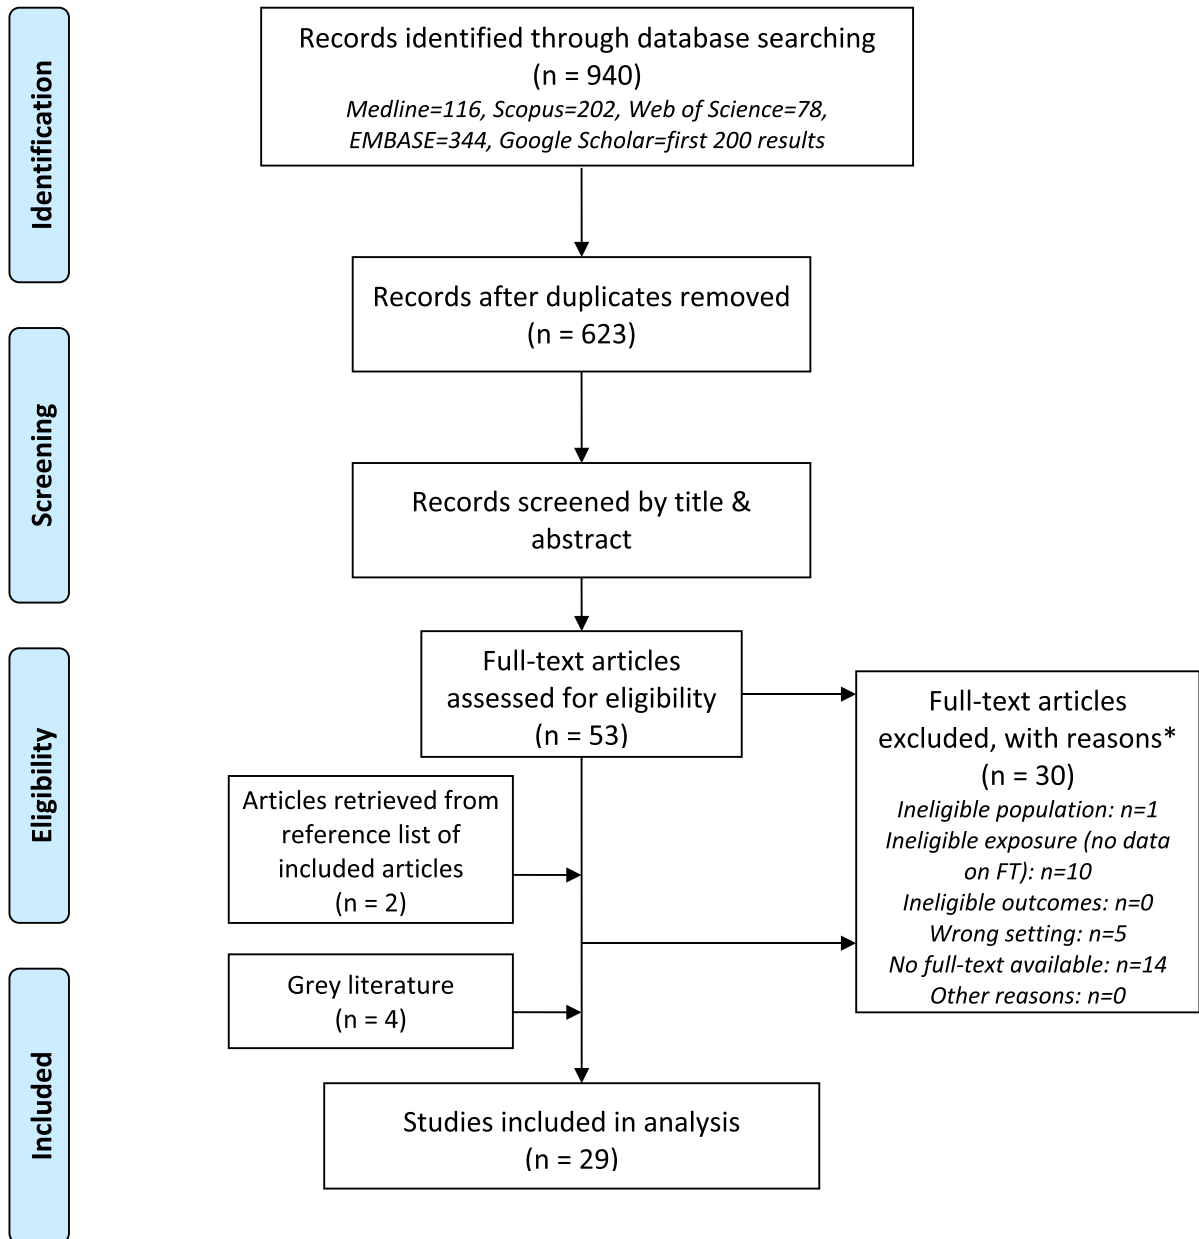 Identification
Records identified through database searching
(n = 940)
Medline=116, Scopus=202, Web of Science=78,
EMBASE=344, Google Scholar=first 200 results
Records after duplicates removed
(n = 623)
Screening
Records screened by title &
abstract
Eligibility
Full-text articles
assessed for eligibility
(n = 53)
Full-text articles
excluded, with reasons*
(n = 30)
Ineligible population: n=1
Ineligible exposure (no data
on FT): n=10
Ineligible outcomes: n=0
Wrong setting: n=5
No full-text available: n=14
Other reasons: n=0
Articles retrieved from
reference list of
included articles
(n = 2)
Grey literature
(n = 4)
Included
Studies included in analysis
(n = 29)